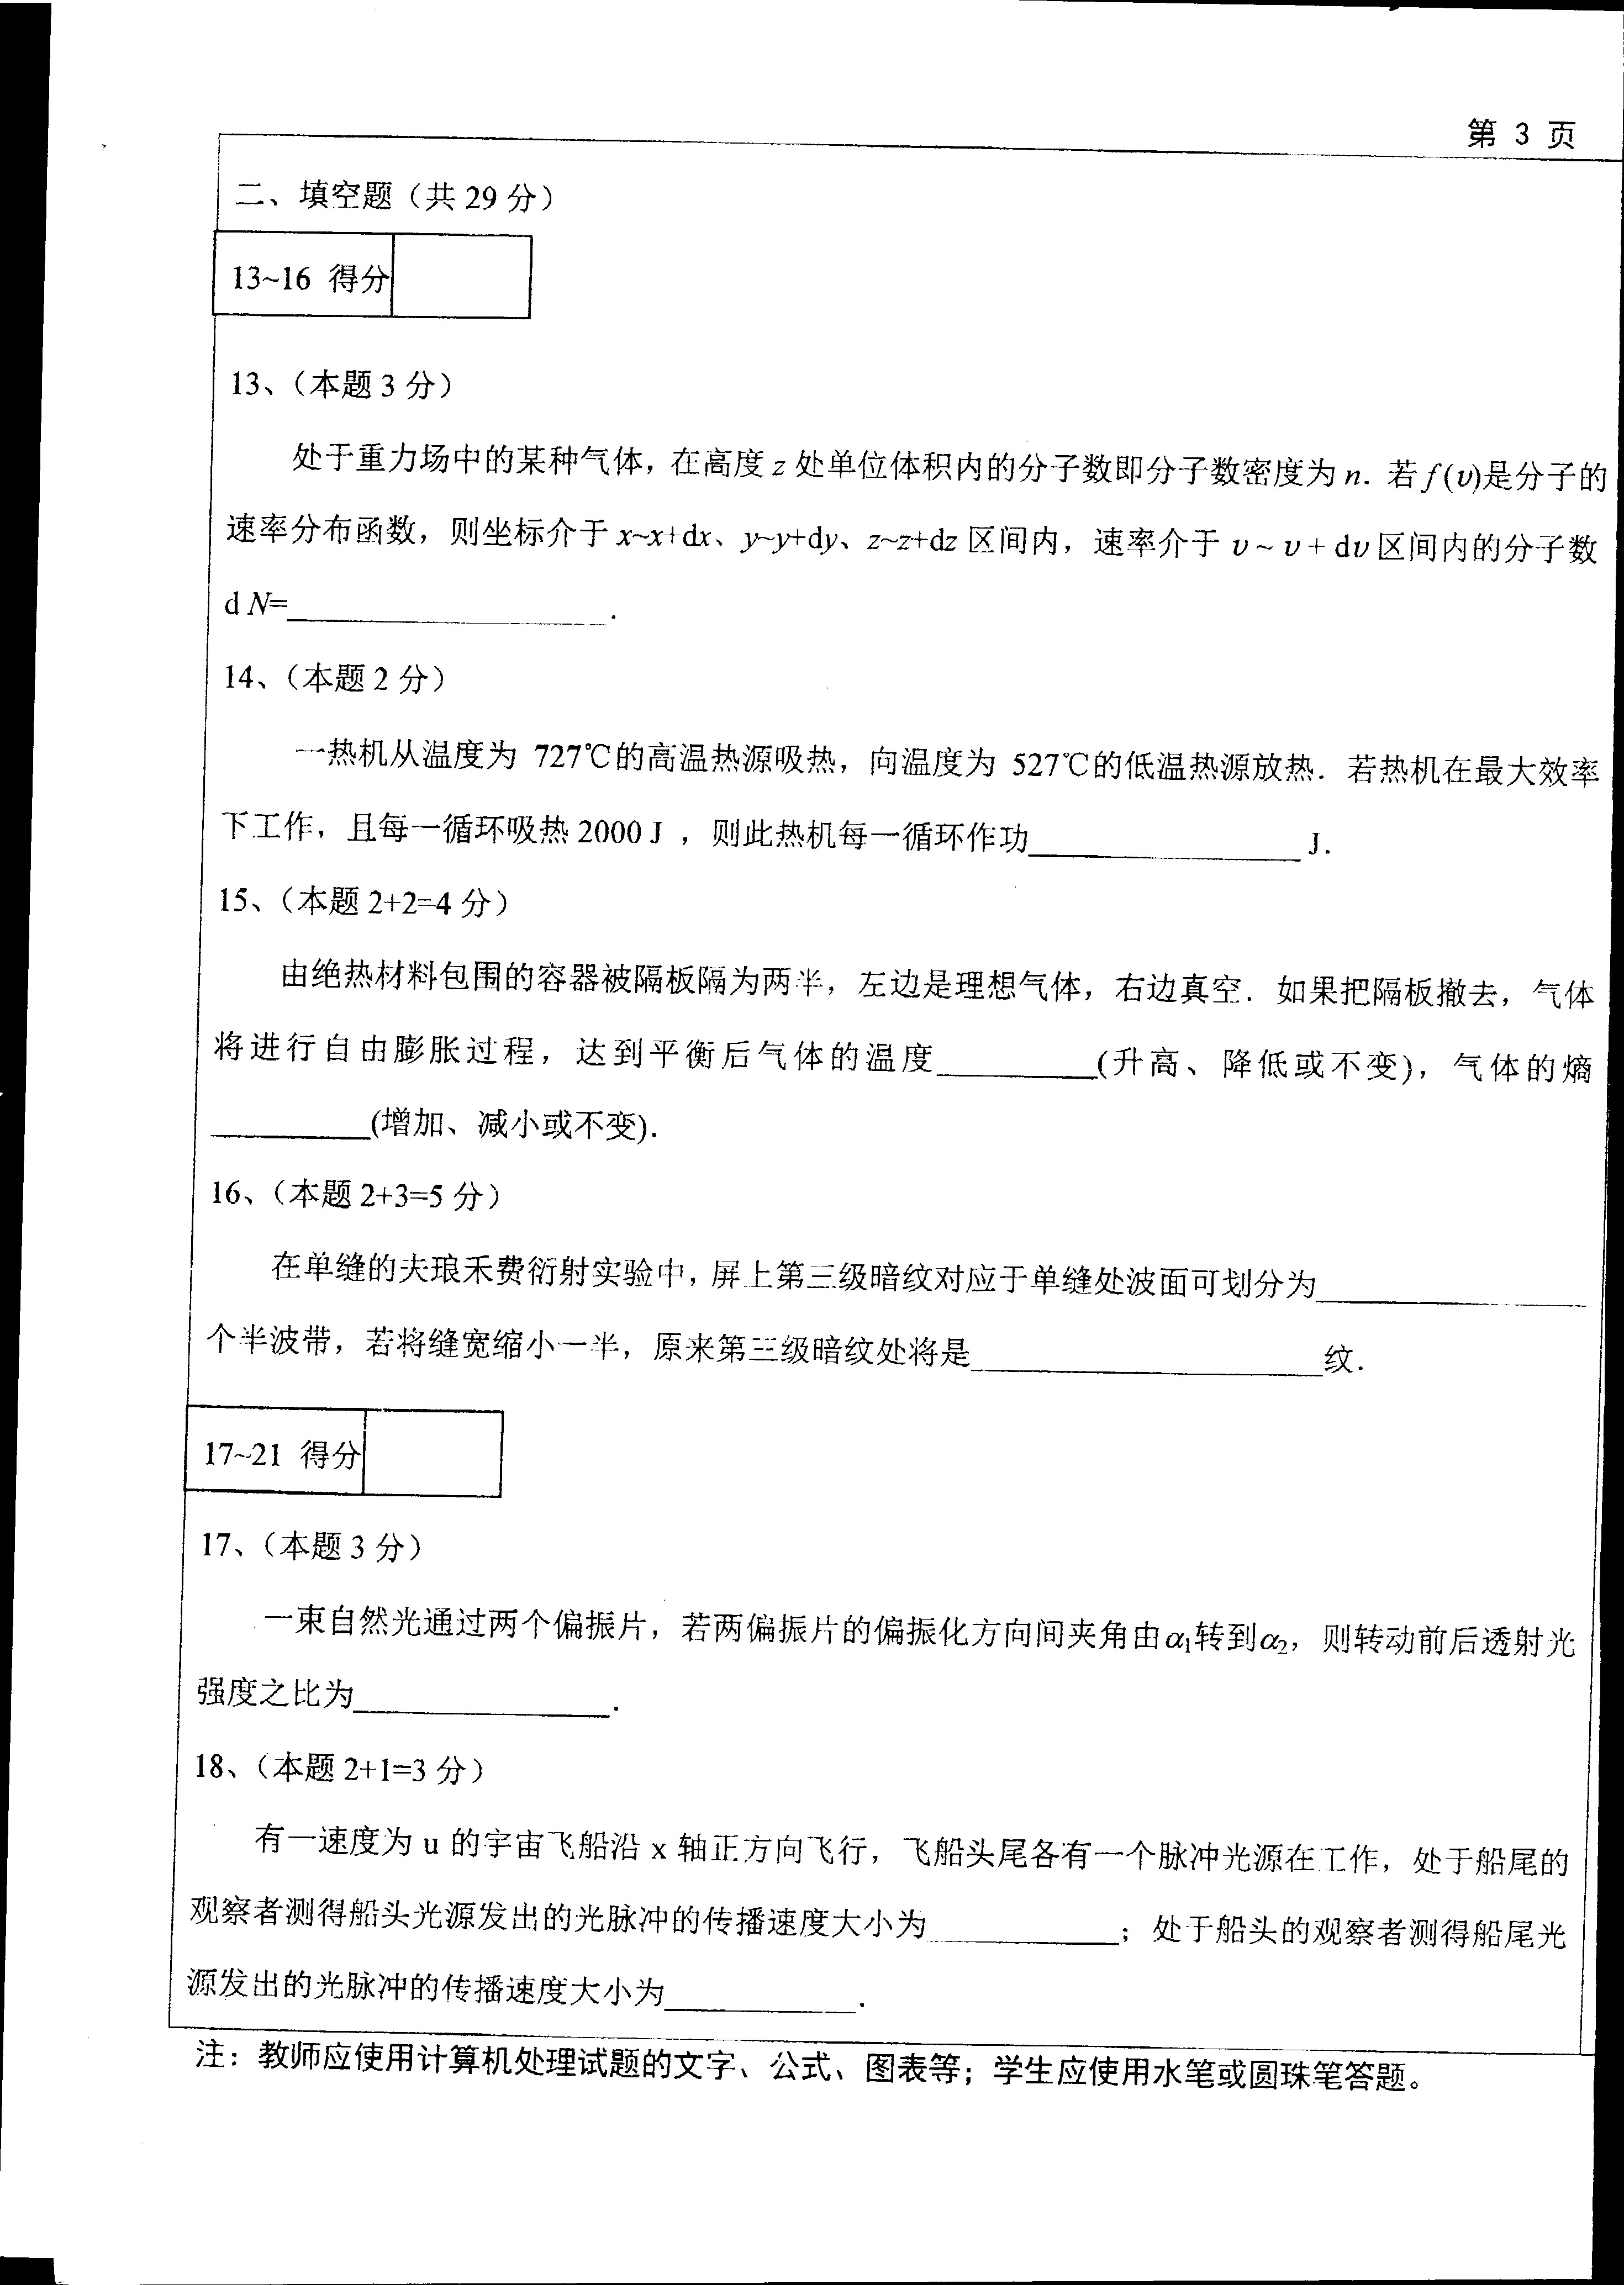 第 3 页
二、填空题（共 29 分）
13~16 得分
13、（本题 3 分）
处于重力场中的某种气体，在高度 z 处单位体积内的分子数即分子数密度为 n．若 f (υ)是分子的
速率分布函数，则坐标介于 x~x+dx、y~y+dy、z~z+dz 区间内，速率介于 υ ~ υ + dυ 区间内的分子数
d N=____________________．
14、（本题 2 分）
一热机从温度为 727℃的高温热源吸热，向温度为 527℃的低温热源放热．若热机在最大效率
下工作，且每一循环吸热 2000 J ，则此热机每一循环作功_________________ J．
15、（本题 2+2=4 分）
由绝热材料包围的容器被隔板隔为两半，左边是理想气体，右边真空．如果把隔板撤去，气体
将进行自由膨胀过程，达到平衡后气体的温度__________(升高、降低或不变)，气体的熵
__________(增加、减小或不变)．
16、（本题 2+3=5 分）
在单缝的夫琅禾费衍射实验中，屏上第三级暗纹对应于单缝处波面可划分为_________________
个半波带，若将缝宽缩小一半，原来第三级暗纹处将是______________________纹．
17~21 得分
17、（本题 3 分）
一束自然光通过两个偏振片，若两偏振片的偏振化方向间夹角由α₁转到α₂，则转动前后透射光
强度之比为________________．
18、（本题 2+1=3 分）
有一速度为 u 的宇宙飞船沿 x 轴正方向飞行，飞船头尾各有一个脉冲光源在工作，处于船尾的
观察者测得船头光源发出的光脉冲的传播速度大小为____________；处于船头的观察者测得船尾光
源发出的光脉冲的传播速度大小为____________．
注：教师应使用计算机处理试题的文字、公式、图表等；学生应使用水笔或圆珠笔答题。